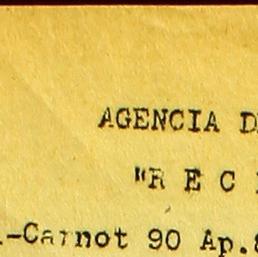 AGENCIA D
"R E C
.-Carnot 90 Ap.